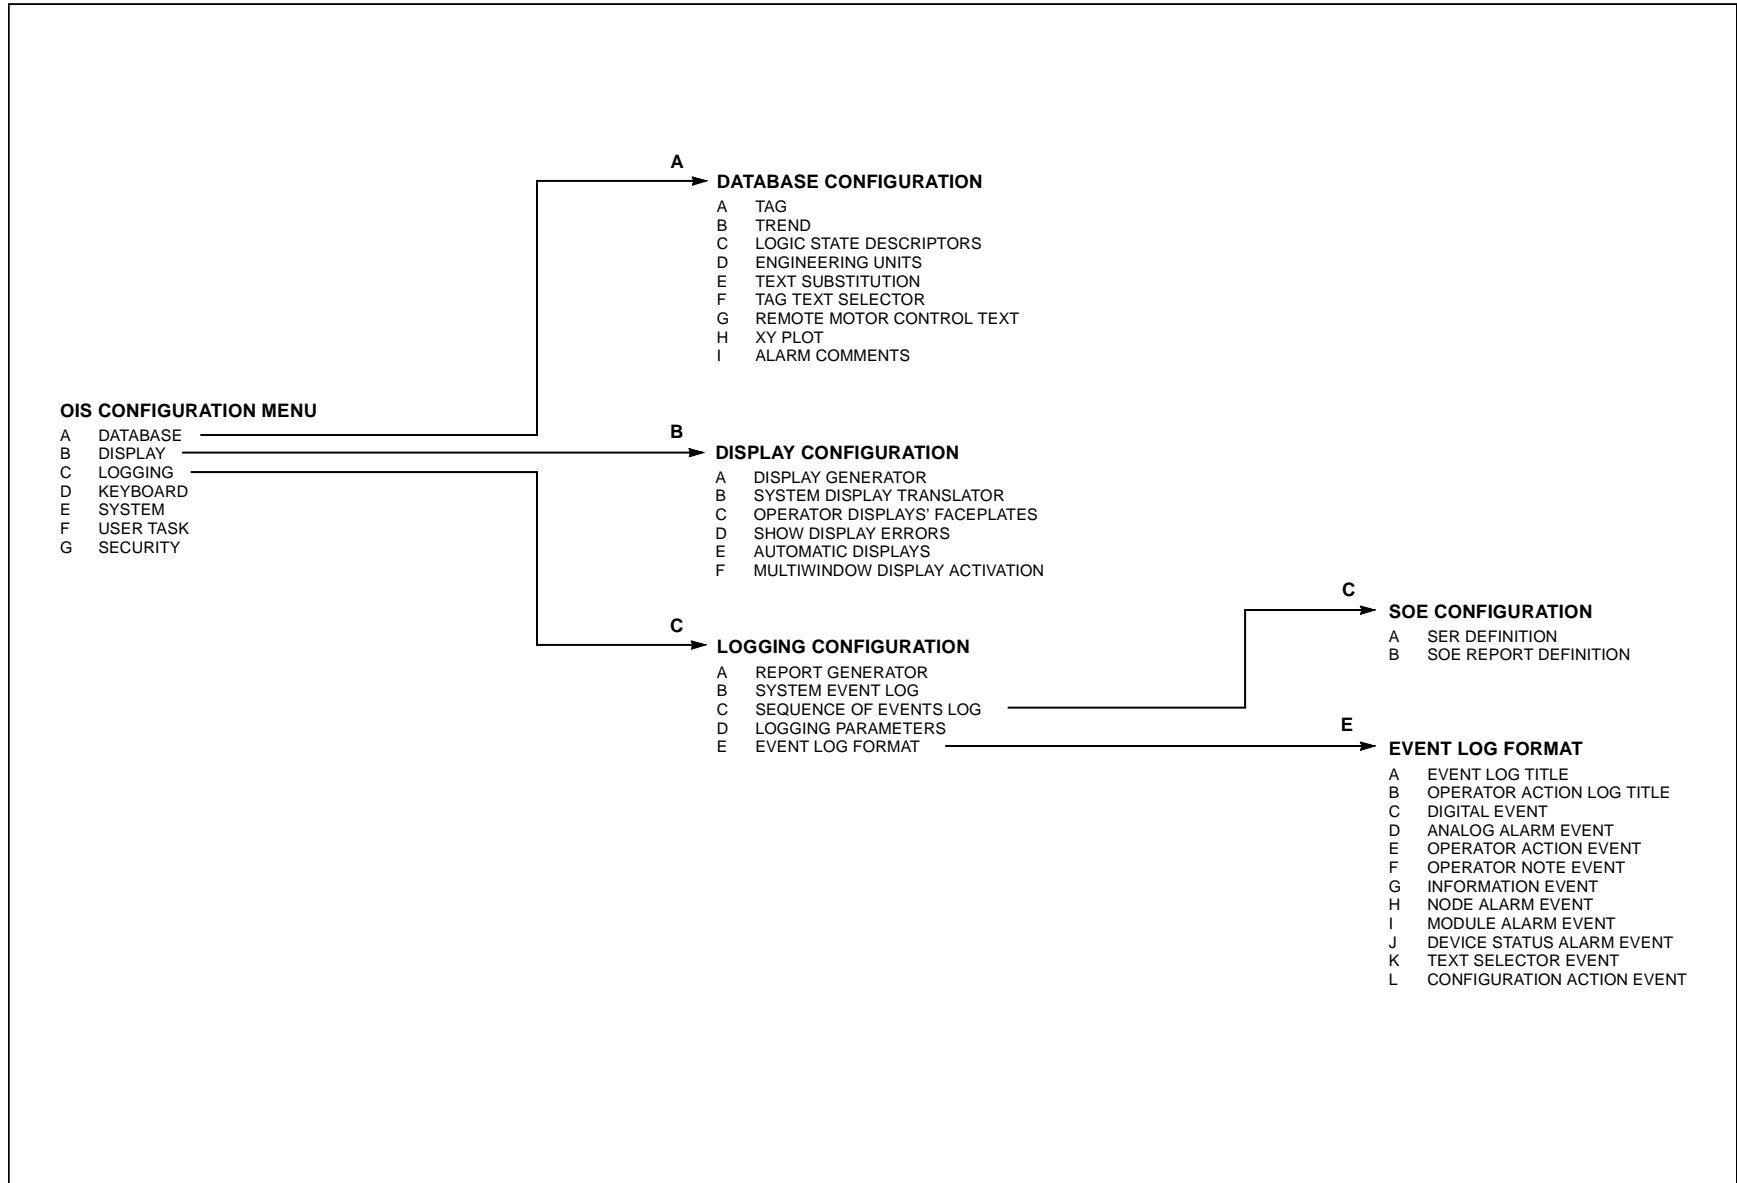 A
DATABASE CONFIGURATION
A TAG
B TREND
C LOGIC STATE DESCRIPTORS
D ENGINEERING UNITS
E TEXT SUBSTITUTION
F TAG TEXT SELECTOR
G REMOTE MOTOR CONTROL TEXT
H XY PLOT
I ALARM COMMENTS
OIS CONFIGURATION MENU
A DATABASE
B DISPLAY
C LOGGING
D KEYBOARD
E SYSTEM
F USER TASK
G SECURITY
B
DISPLAY CONFIGURATION
A DISPLAY GENERATOR
B SYSTEM DISPLAY TRANSLATOR
C OPERATOR DISPLAYS’ FACEPLATES
D SHOW DISPLAY ERRORS
E AUTOMATIC DISPLAYS
F MULTIWINDOW DISPLAY ACTIVATION
C
LOGGING CONFIGURATION
A REPORT GENERATOR
B SYSTEM EVENT LOG
C SEQUENCE OF EVENTS LOG
D LOGGING PARAMETERS
E EVENT LOG FORMAT
C
SOE CONFIGURATION
A SER DEFINITION
B SOE REPORT DEFINITION
E
EVENT LOG FORMAT
A EVENT LOG TITLE
B OPERATOR ACTION LOG TITLE
C DIGITAL EVENT
D ANALOG ALARM EVENT
E OPERATOR ACTION EVENT
F OPERATOR NOTE EVENT
G INFORMATION EVENT
H NODE ALARM EVENT
I MODULE ALARM EVENT
J DEVICE STATUS ALARM EVENT
K TEXT SELECTOR EVENT
L CONFIGURATION ACTION EVENT